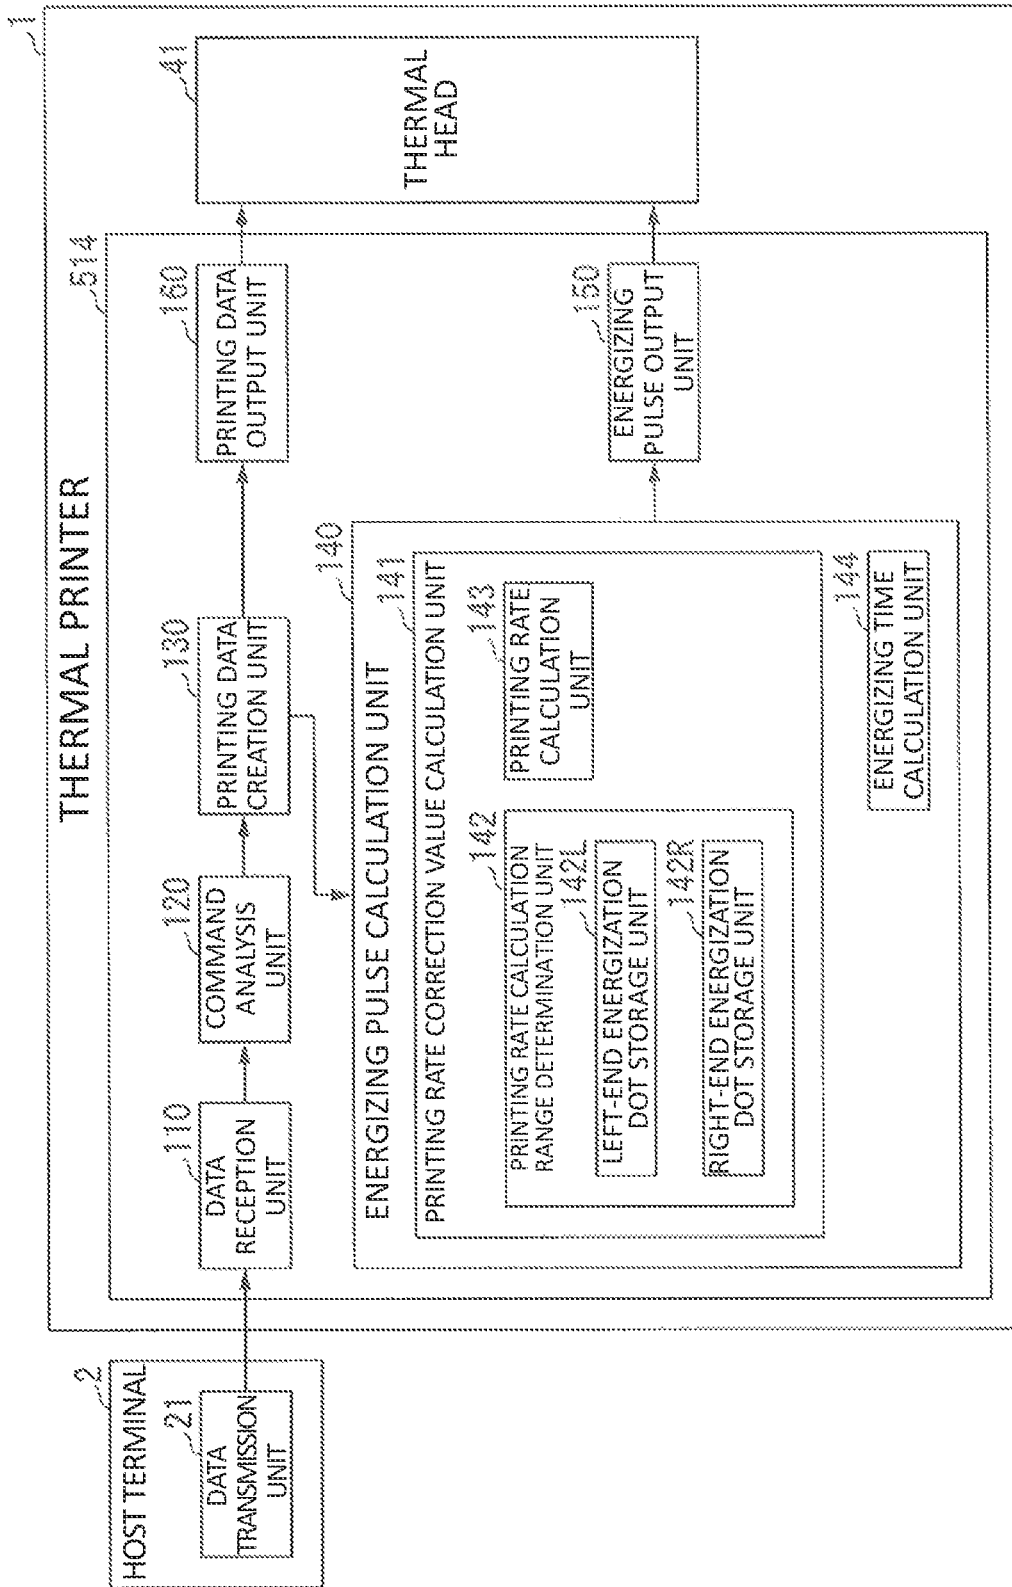 1
THERMAL PRINTER
2
HOST TERMINAL
21
DATA
TRANSMISSION
UNIT
514
110
DATA
RECEPTION
UNIT
120
COMMAND
ANALYSIS
UNIT
130
PRINTING DATA
CREATION UNIT
160
PRINTING DATA
OUTPUT UNIT
41
THERMAL
HEAD
140
ENERGIZING PULSE CALCULATION UNIT
141
PRINTING RATE CORRECTION VALUE CALCULATION UNIT
142
PRINTING RATE CALCULATION
RANGE DETERMINATION UNIT
142L
LEFT-END ENERGIZATION
DOT STORAGE UNIT
142R
RIGHT-END ENERGIZATION
DOT STORAGE UNIT
143
PRINTING RATE
CALCULATION
UNIT
144
ENERGIZING TIME
CALCULATION UNIT
150
ENERGIZING
PULSE OUTPUT
UNIT